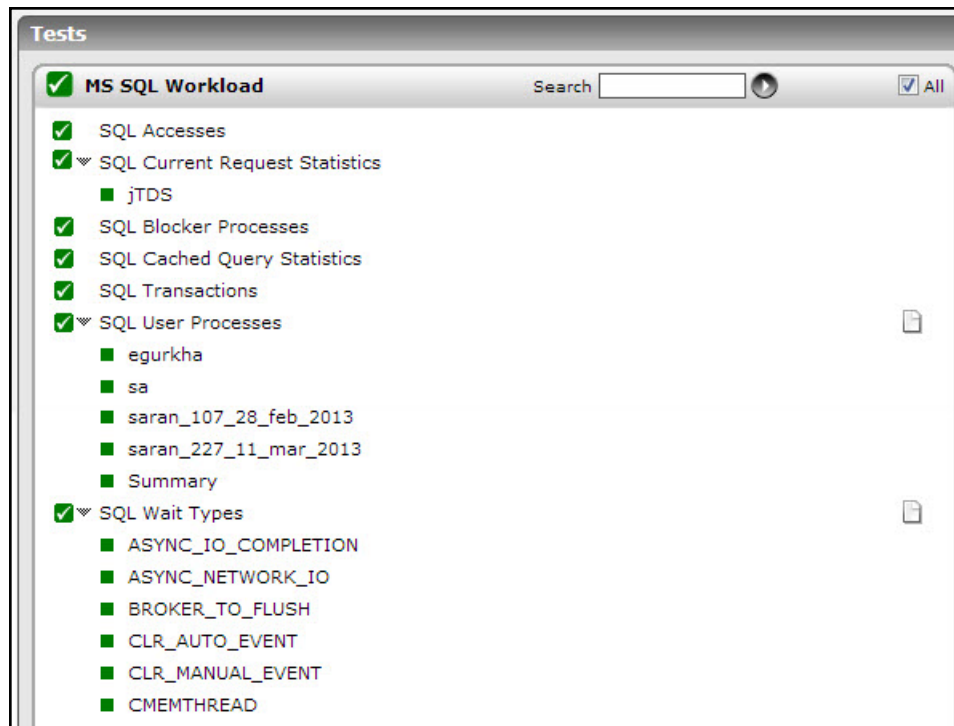 Tests
MS SQL Workload Search All
SQL Accesses
SQL Current Request Statistics
jTDS
SQL Blocker Processes
SQL Cached Query Statistics
SQL Transactions
SQL User Processes
egurkha
sa
saran_107_28_feb_2013
saran_227_11_mar_2013
Summary
SQL Wait Types
ASYNC_IO_COMPLETION
ASYNC_NETWORK_IO
BROKER_TO_FLUSH
CLR_AUTO_EVENT
CLR_MANUAL_EVENT
CMEMTHREAD